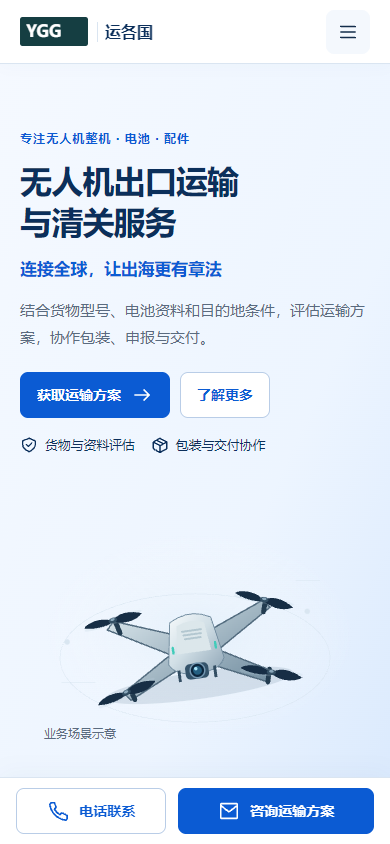 YGG
运各国
专注无人机整机 · 电池 · 配件
无人机出口运输
与清关服务
连接全球，让出海更有章法
结合货物型号、电池资料和目的地条件，评估运输方
案，协作包装、申报与交付。
获取运输方案
了解更多
货物与资料评估
包装与交付协作
业务场景示意
电话联系
咨询运输方案